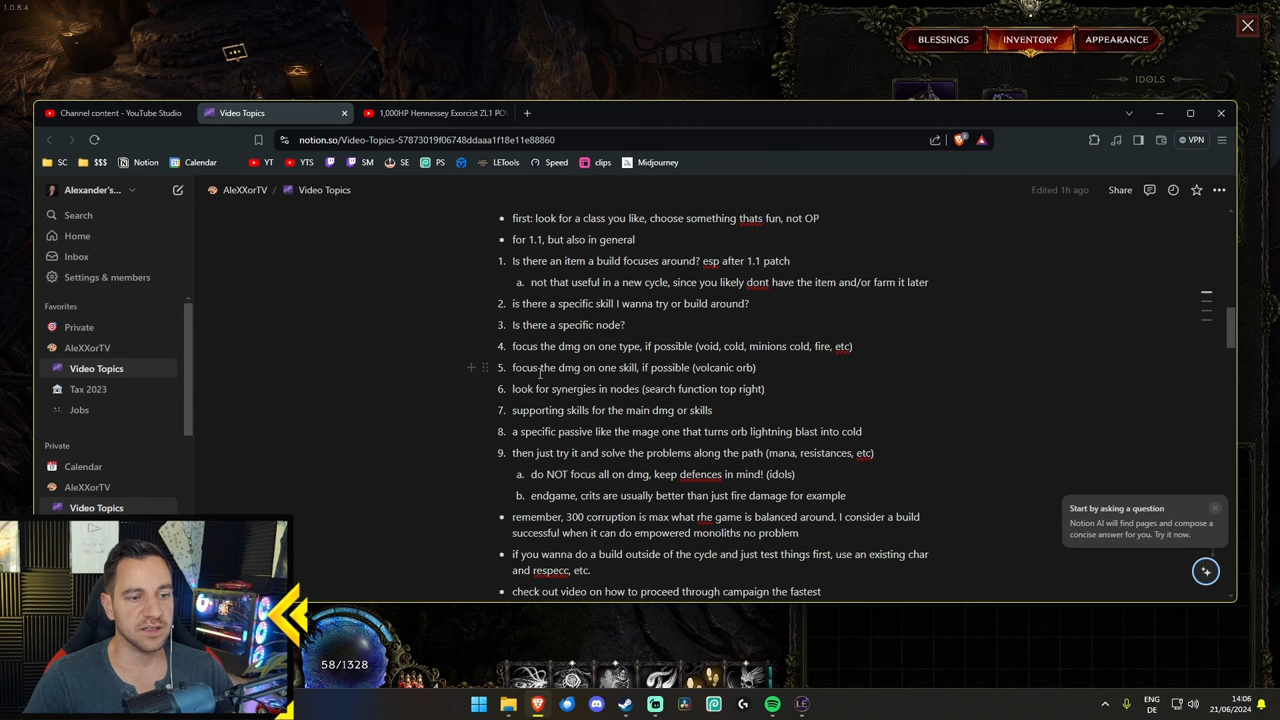 1.0.8.4
BLESSINGS
INVENTORY
APPEARANCE
IDOLS
Channel content - YouTube Studio
Video Topics
1,000HP Hennessey Exorcist ZL1 PO
notion.so/Video-Topics-57873019f06748ddaaa1f18e11e88860
VPN
SC
$$$
Notion
Calendar
YT
YTS
SM
SE
PS
LETools
Speed
clips
Midjourney
Alexander's...
AleXXorTV / Video Topics
Edited 1h ago
Share
Search
Home
Inbox
Settings & members
Favorites
Private
AleXXorTV
Video Topics
Tax 2023
Jobs
Private
Calendar
AleXXorTV
Video Topics
• first: look for a class you like, choose something thats fun, not OP
• for 1.1, but also in general
1. Is there an item a build focuses around? esp after 1.1 patch
a. not that useful in a new cycle, since you likely dont have the item and/or farm it later
2. is there a specific skill I wanna try or build around?
3. Is there a specific node?
4. focus the dmg on one type, if possible (void, cold, minions cold, fire, etc)
5. focus the dmg on one skill, if possible (volcanic orb)
6. look for synergies in nodes (search function top right)
7. supporting skills for the main dmg or skills
8. a specific passive like the mage one that turns orb lightning blast into cold
9. then just try it and solve the problems along the path (mana, resistances, etc)
a. do NOT focus all on dmg, keep defences in mind! (idols)
b. endgame, crits are usually better than just fire damage for example
• remember, 300 corruption is max what rhe game is balanced around. I consider a build
successful when it can do empowered monoliths no problem
• if you wanna do a build outside of the cycle and just test things first, use an existing char
and respecc, etc.
• check out video on how to proceed through campaign the fastest
Start by asking a question
Notion AI will find pages and compose a
concise answer for you. Try it now.
58/1328
ENG
DE
14:06
21/06/2024